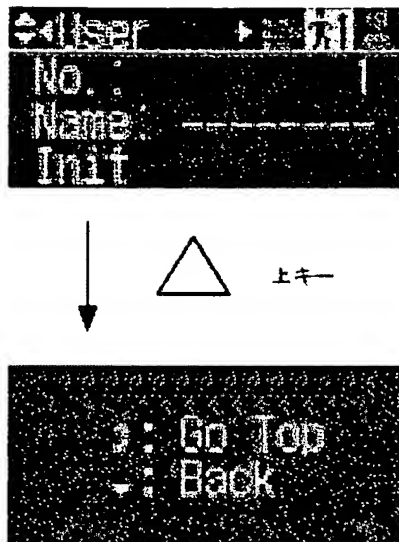 User
No.: 1
Name: -------
Init
上キー
: Go Top
: Back